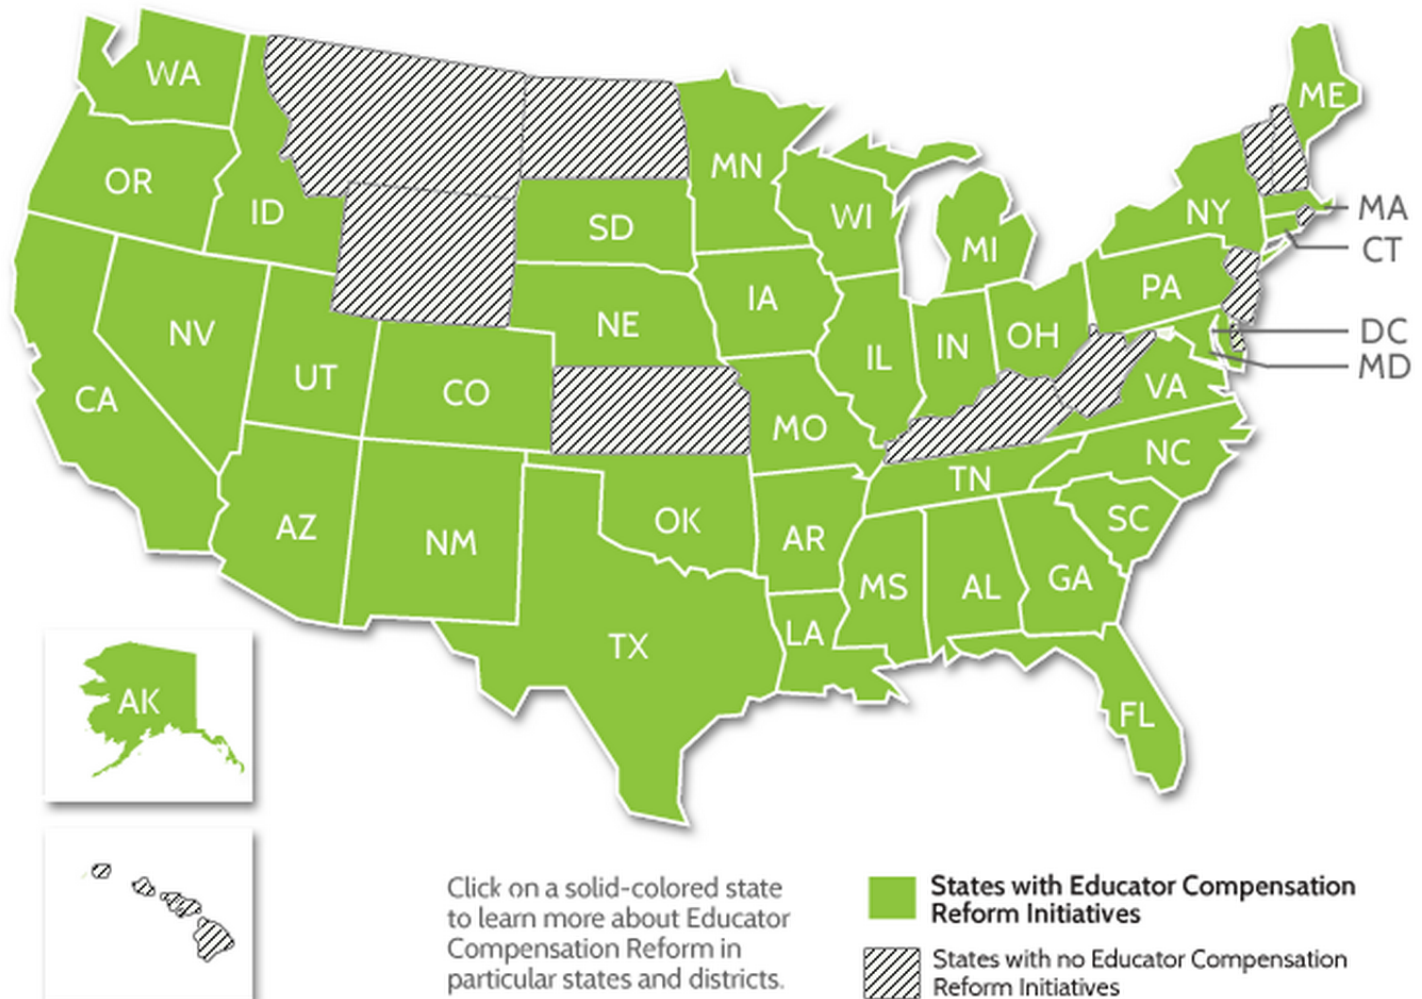 WA
ME
MN
OR
ID
WI
NY
MA
SD
MI
CT
IA
PA
NV
NE
OH
DC
IL
IN
MD
UT
CO
VA
CA
MO
NC
TN
AZ
NM
OK
AR
SC
MS
AL
GA
TX
LA
AK
FL
Click on a solid-colored state
to learn more about Educator
Compensation Reform in
particular states and districts.
States with Educator Compensation
Reform Initiatives
States with no Educator Compensation
Reform Initiatives